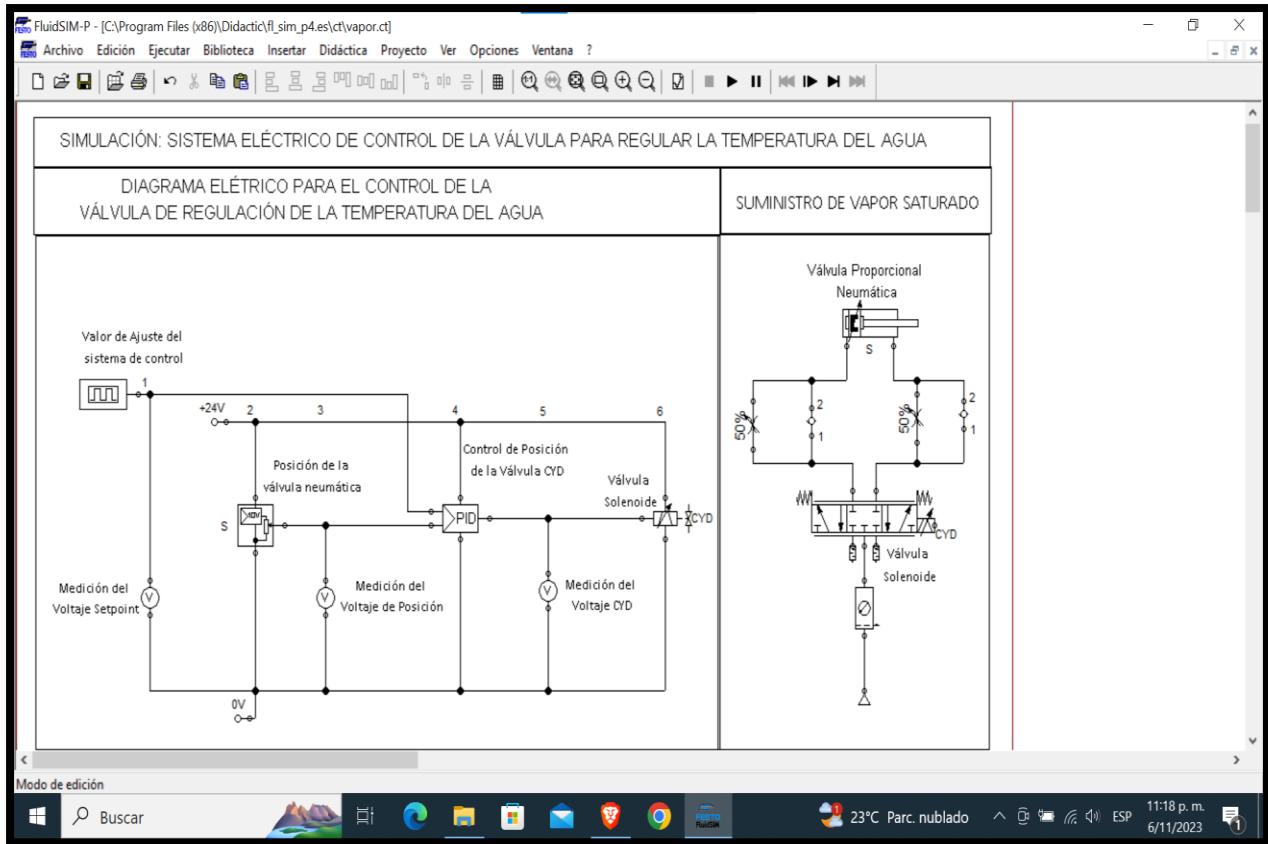 FluidSIM-P - [C:\Program Files (x86)\Didactic\fl_sim_p4.es\ct\vapor.ct]
Archivo Edición Ejecutar Biblioteca Insertar Didáctica Proyecto Ver Opciones Ventana ?
SIMULACIÓN: SISTEMA ELÉCTRICO DE CONTROL DE LA VÁLVULA PARA REGULAR LA TEMPERATURA DEL AGUA
DIAGRAMA ELÉTRICO PARA EL CONTROL DE LA
VÁLVULA DE REGULACIÓN DE LA TEMPERATURA DEL AGUA
SUMINISTRO DE VAPOR SATURADO
Válvula Proporcional
Neumática
S
Valor de Ajuste del
sistema de control
1
+24V 2 3 4 5 6
Posición de la
válvula neumática
Control de Posición
de la Válvula CYD
Válvula
Solenoide
S
PID
CYD
Medición del
Voltaje Setpoint
V
Medición del
Voltaje de Posición
V
Medición del
Voltaje CYD
V
0V
50%
2
1
50%
2
1
CYD
Válvula
Solenoide
Modo de edición
Buscar
FESTO
FluidSIM
23°C Parc. nublado
ESP
11:18 p. m.
6/11/2023
1